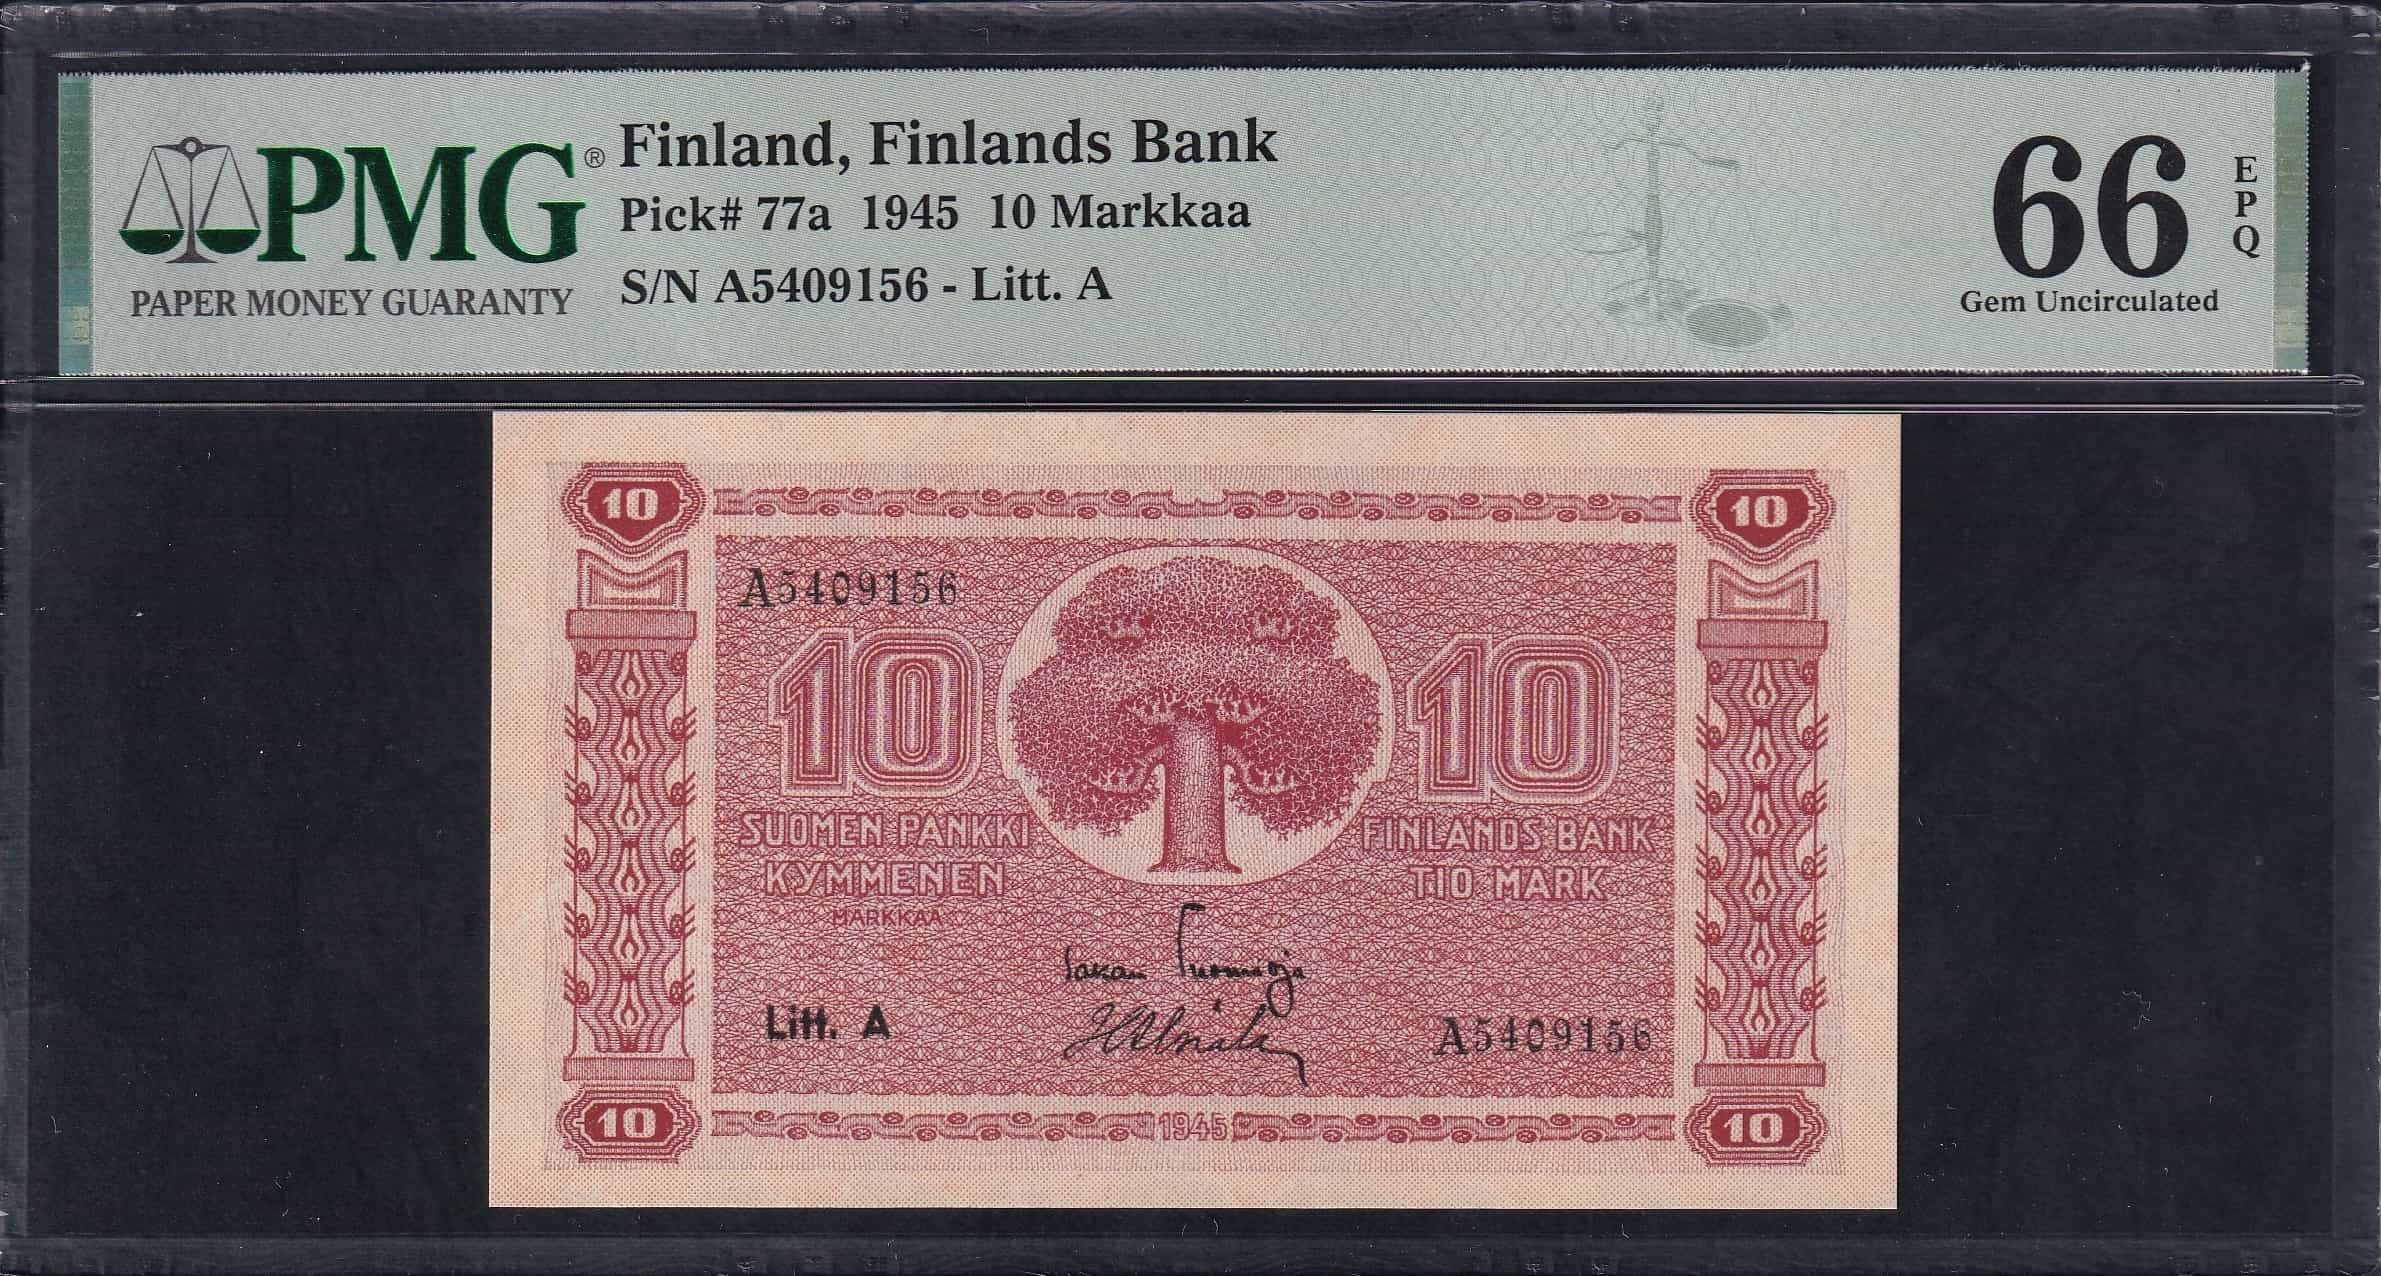 PMG®
PAPER MONEY GUARANTY
Finland, Finlands Bank
Pick# 77a 1945 10 Markkaa
S/N A5409156 - Litt. A
66
EPQ
Gem Uncirculated
10
10
A5409156
10
10
SUOMEN PANKKI
KYMMENEN
MARKKAA
FINLANDS BANK
TIO MARK
Litt. A
A5409156
10
1945
10